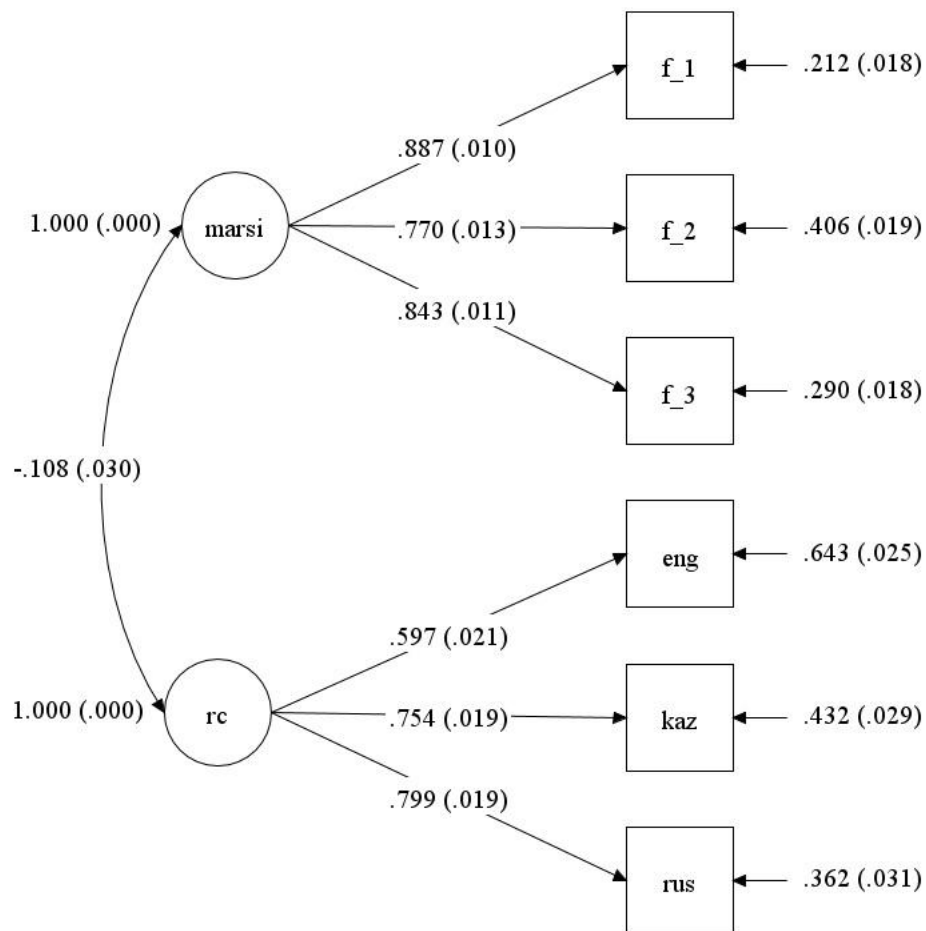 f_1
.212 (.018)
.887 (.010)
1.000 (.000)
marsi
.770 (.013)
f_2
.406 (.019)
.843 (.011)
f_3
.290 (.018)
-.108 (.030)
eng
.643 (.025)
.597 (.021)
1.000 (.000)
rc
.754 (.019)
kaz
.432 (.029)
.799 (.019)
rus
.362 (.031)